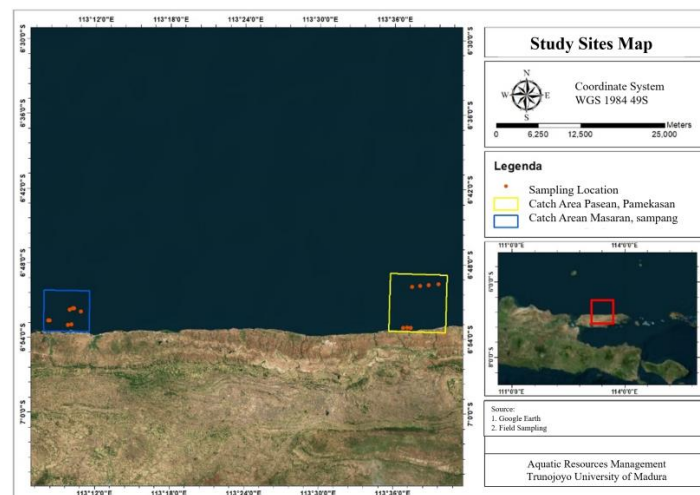 113°12'0"E 113°18'0"E 113°24'0"E 113°30'0"E 113°36'0"E
6°30'0"S 6°30'0"S
6°36'0"S 6°36'0"S
6°42'0"S 6°42'0"S
6°48'0"S 6°48'0"S
6°54'0"S 6°54'0"S
7°0'0"S 7°0'0"S
113°12'0"E 113°18'0"E 113°24'0"E 113°30'0"E 113°36'0"E
Study Sites Map
N
W E
S
Coordinate System
WGS 1984 49S
Meters
0 6,250 12,500 25,000
Legenda
Sampling Location
Catch Area Pasean, Pamekasan
Catch Arean Masaran, sampang
111°0'0"E 114°0'0"E
8°0'0"S 8°0'0"S
111°0'0"E 114°0'0"E
Source:
1. Google Earth
2. Field Sampling
Aquatic Resources Management
Trunojoyo University of Madura